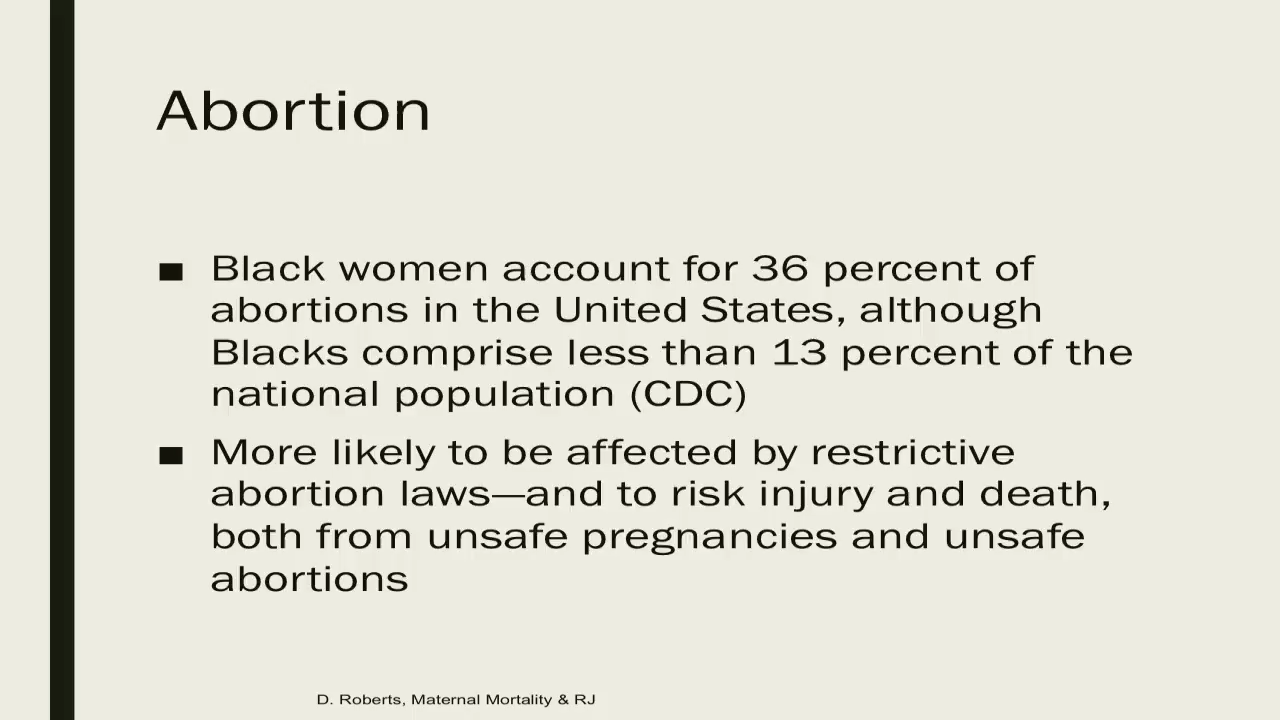 Abortion
■ Black women account for 36 percent of
abortions in the United States, although
Blacks comprise less than 13 percent of the
national population (CDC)
■ More likely to be affected by restrictive
abortion laws—and to risk injury and death,
both from unsafe pregnancies and unsafe
abortions
D. Roberts, Maternal Mortality & RJ